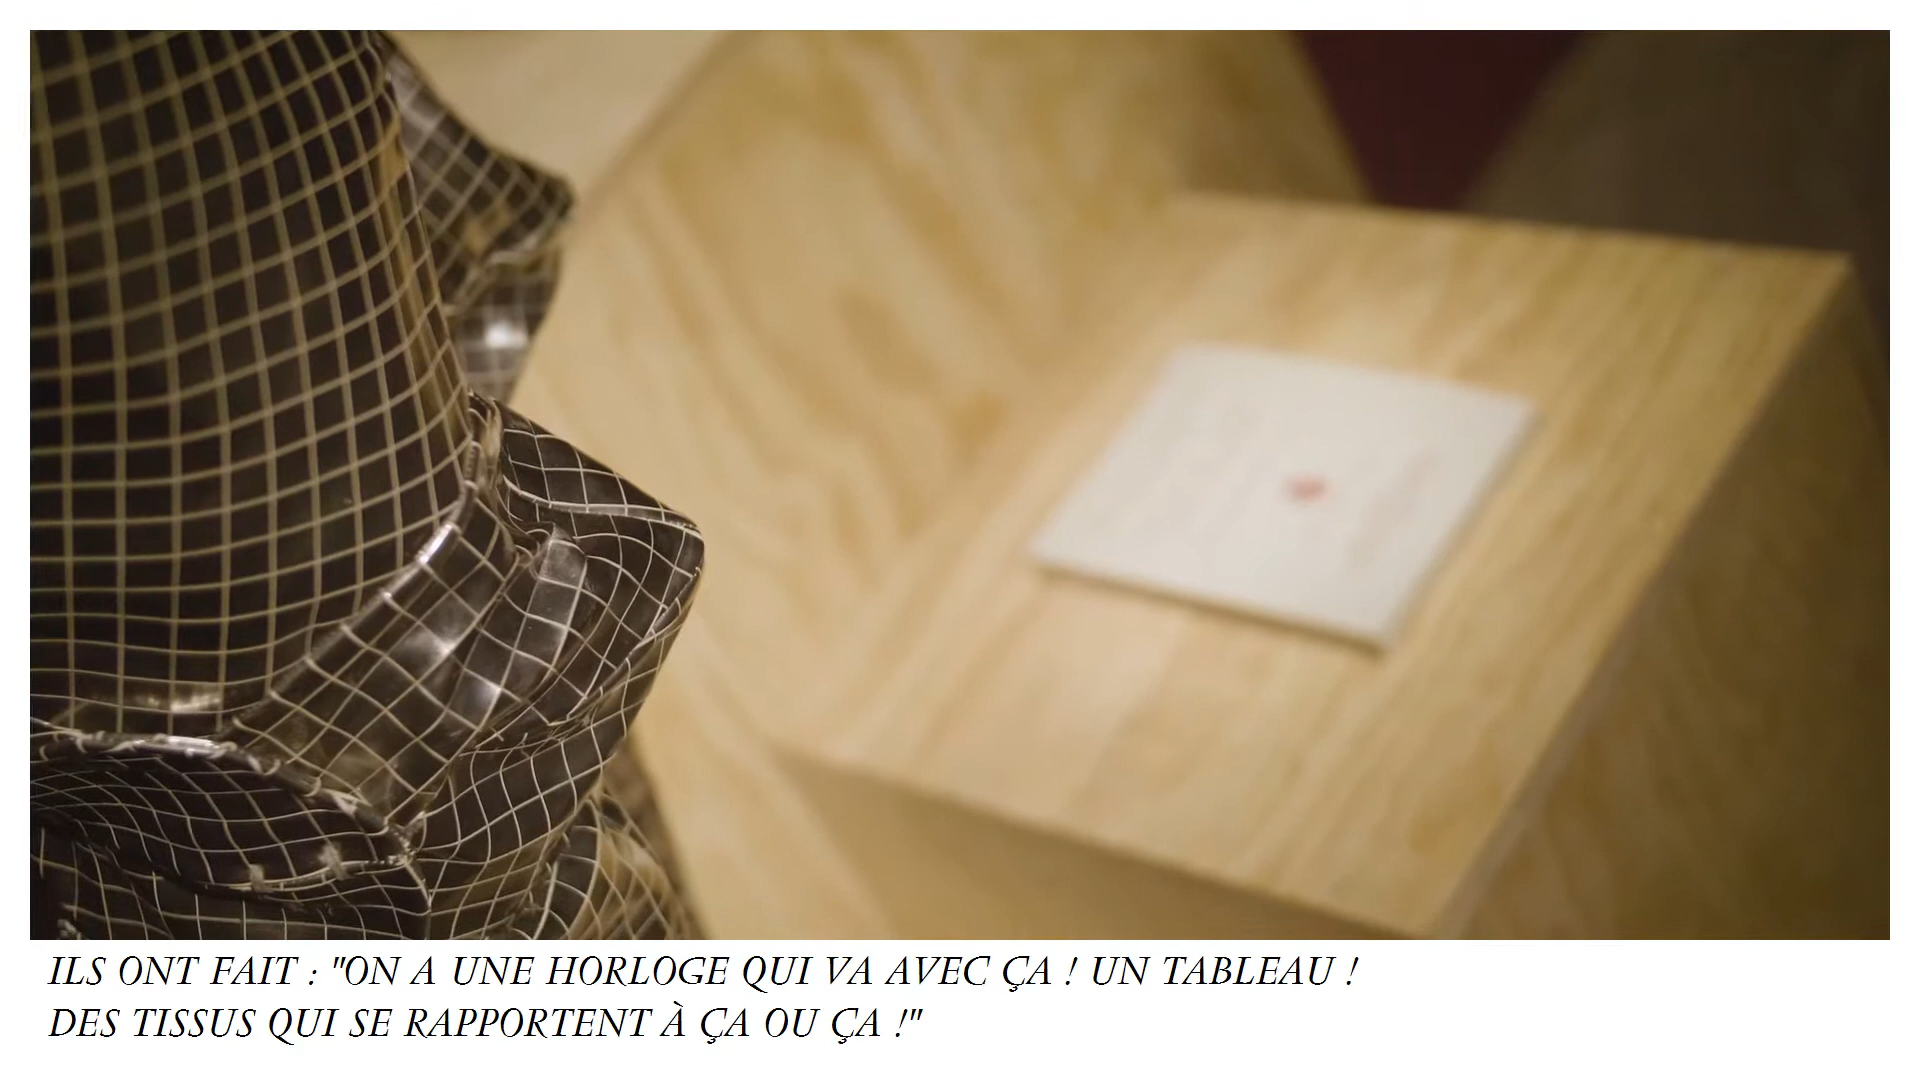 ILS ONT FAIT : "ON A UNE HORLOGE QUI VA AVEC ÇA ! UN TABLEAU !
DES TISSUS QUI SE RAPPORTENT À ÇA OU ÇA !"